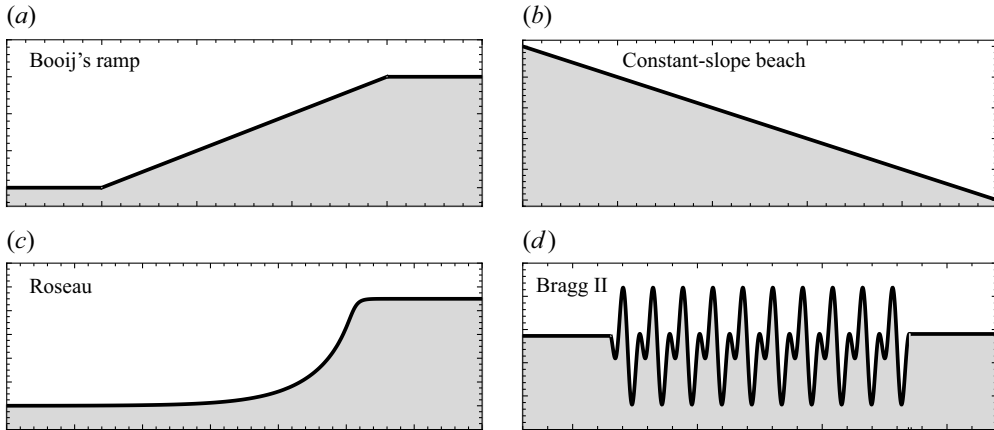 (a)
Booij's ramp
(b)
Constant-slope beach
(c)
Roseau
(d)
Bragg II